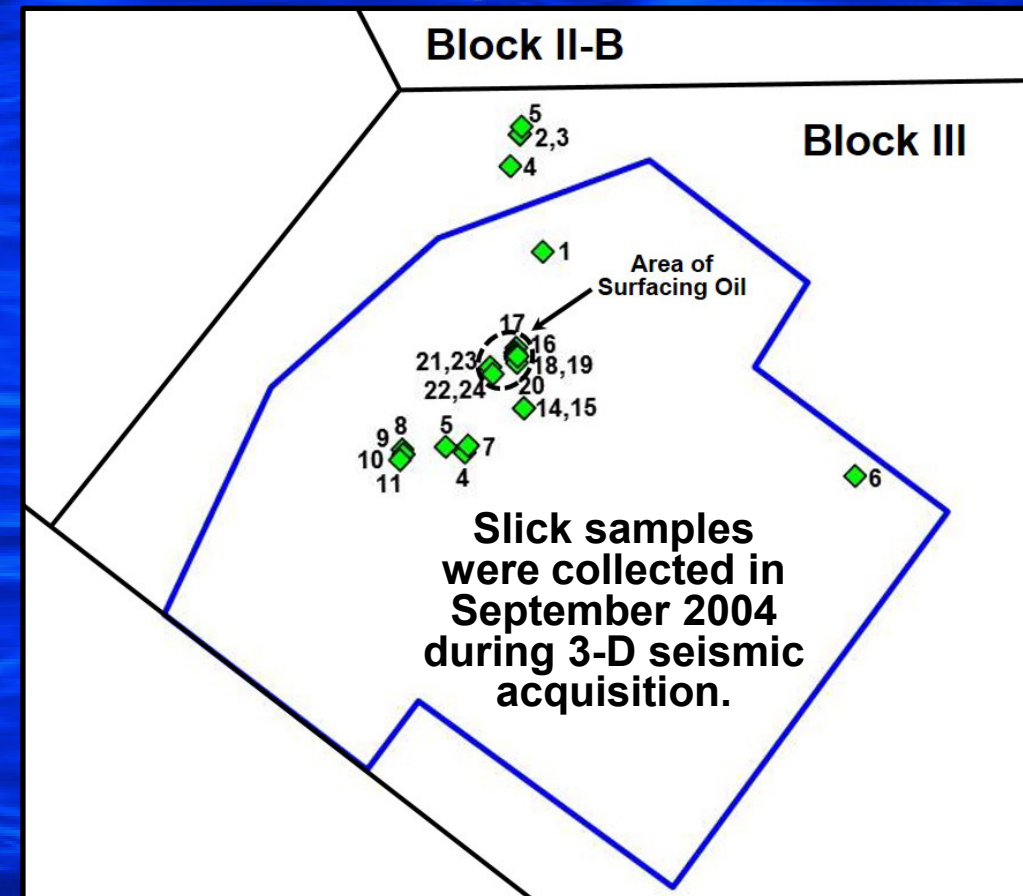 Block II-B
Block III
5
2,3
4
1
Area of
Surfacing Oil
17
16
21,23
18,19
22,24
20
14,15
8
5
9
7
10
4
11
6
Slick samples
were collected in
September 2004
during 3-D seismic
acquisition.